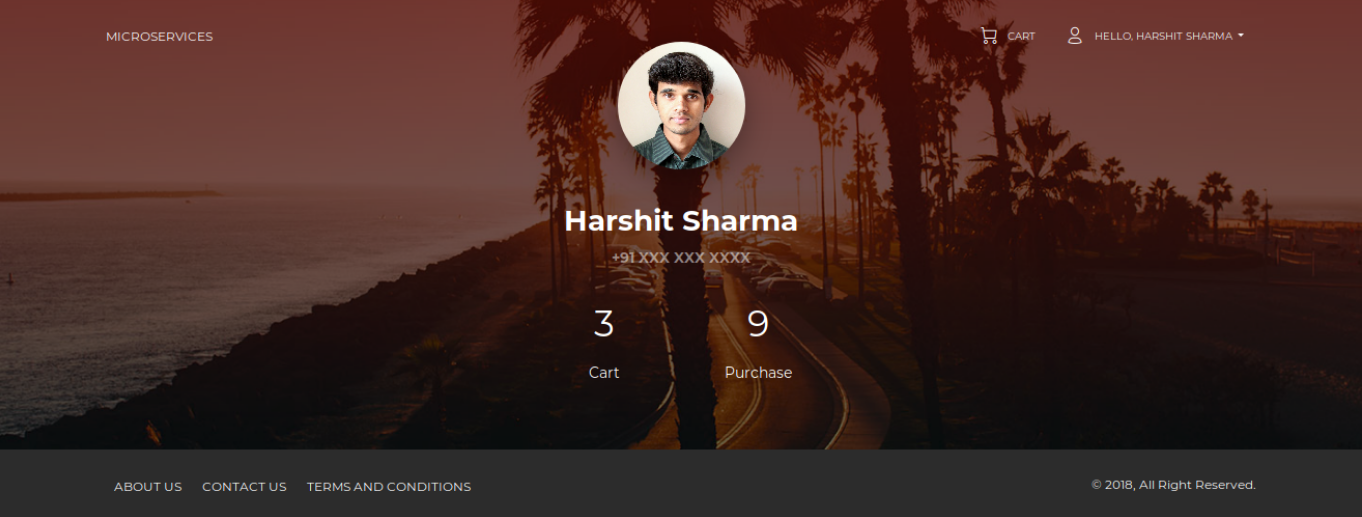 MICROSERVICES
CART
HELLO, HARSHIT SHARMA
Harshit Sharma
+91 XXX XXX XXXX
3
9
Cart
Purchase
ABOUT US
CONTACT US
TERMS AND CONDITIONS
© 2018, All Right Reserved.